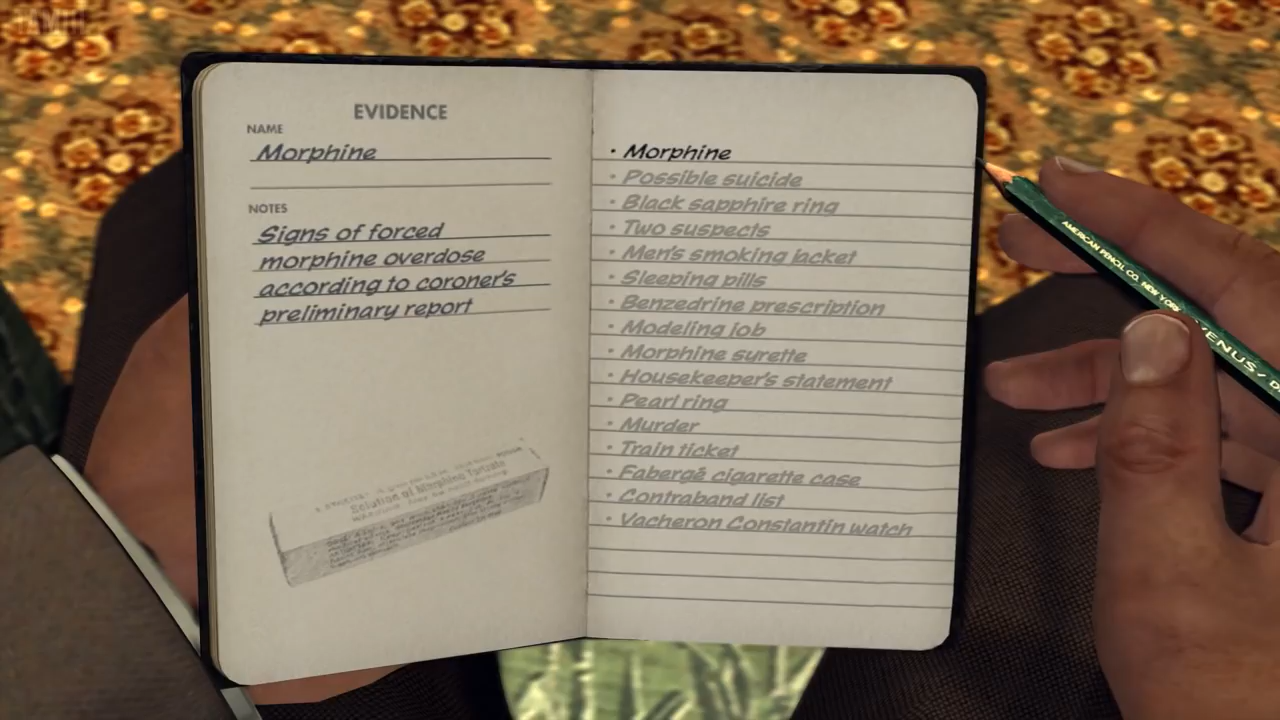 EVIDENCE
NAME
Morphine
NOTES
Signs of forced
morphine overdose
according to coroner's
preliminary report
Solution of Morphine Tartrate
• Morphine
• Possible suicide
• Black sapphire ring
• Two suspects
• Men's smoking jacket
• Sleeping pills
• Benzedrine prescription
• Modeling job
• Morphine syrette
• Housekeeper's statement
• Pearl ring
• Murder
• Train ticket
• Fabergé cigarette case
• Contraband list
• Vacheron Constantin watch
AMERICAN PENCIL CO. NEW YORK
VENUS